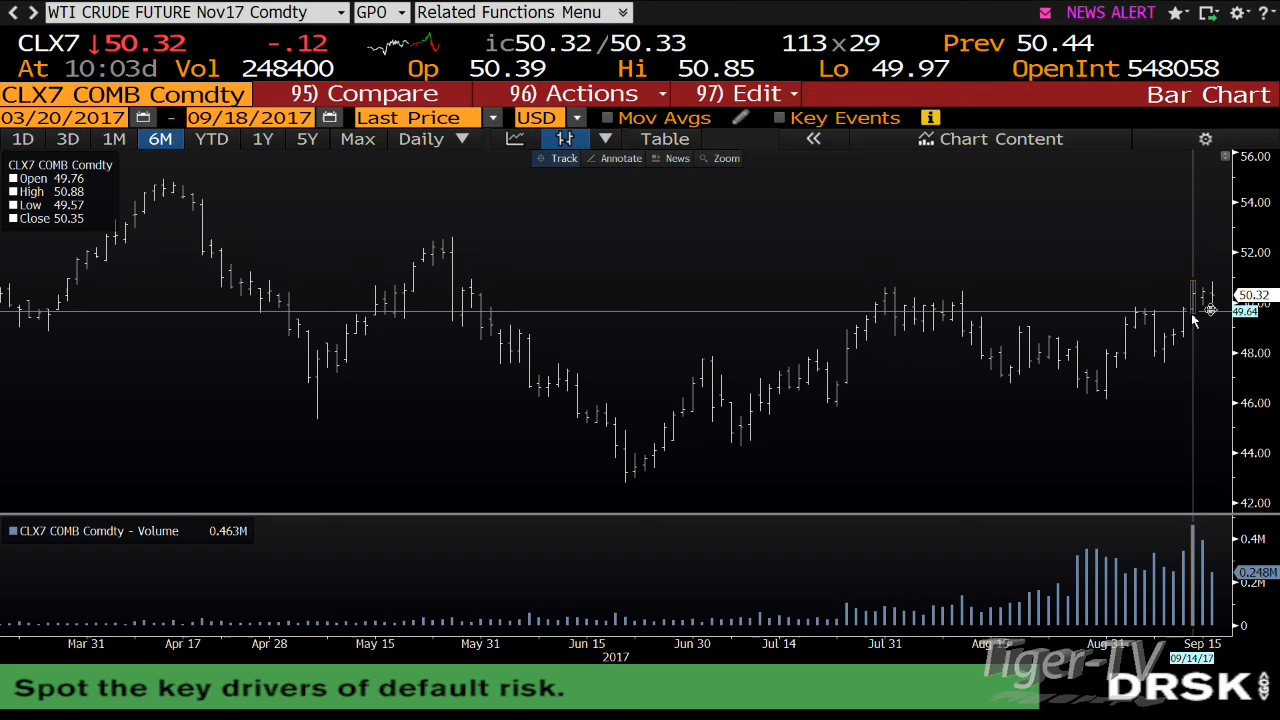 WTI CRUDE FUTURE Nov17 Comdty GPO Related Functions Menu NEWS ALERT ?
CLX7 ↓50.32 -.12 ic50.32/50.33 113x29 Prev 50.44
At 10:03d Vol 248400 Op 50.39 Hi 50.85 Lo 49.97 OpenInt 548058
CLX7 COMB Comdty 95) Compare 96) Actions 97) Edit Bar Chart
03/20/2017 - 09/18/2017 Last Price USD Mov Avgs Key Events i
1D 3D 1M 6M YTD 1Y 5Y Max Daily Table Chart Content
Track Annotate News Zoom
CLX7 COMB Comdty
Open 49.76
High 50.88
Low 49.57
Close 50.35
56.00
54.00
52.00
50.32
49.64
48.00
46.00
44.00
42.00
CLX7 COMB Comdty - Volume 0.463M
0.4M
0.248M
0.2M
0
Mar 31 Apr 17 Apr 28 May 15 May 31 Jun 15 Jun 30 Jul 14 Jul 31 Aug 15 Aug 31 Sep 15
2017 09/14/17
Tiger-TV
Spot the key drivers of default risk. DRSK <GO>